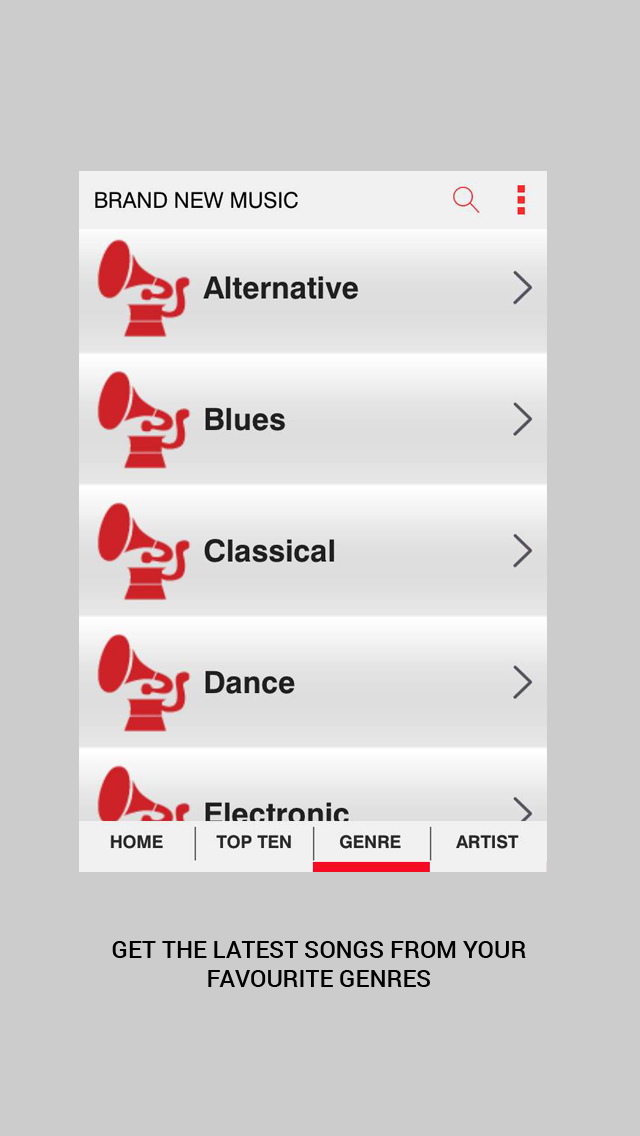 BRAND NEW MUSIC
Alternative
Blues
Classical
Dance
Electronic
HOME
TOP TEN
GENRE
ARTIST
GET THE LATEST SONGS FROM YOUR
FAVOURITE GENRES